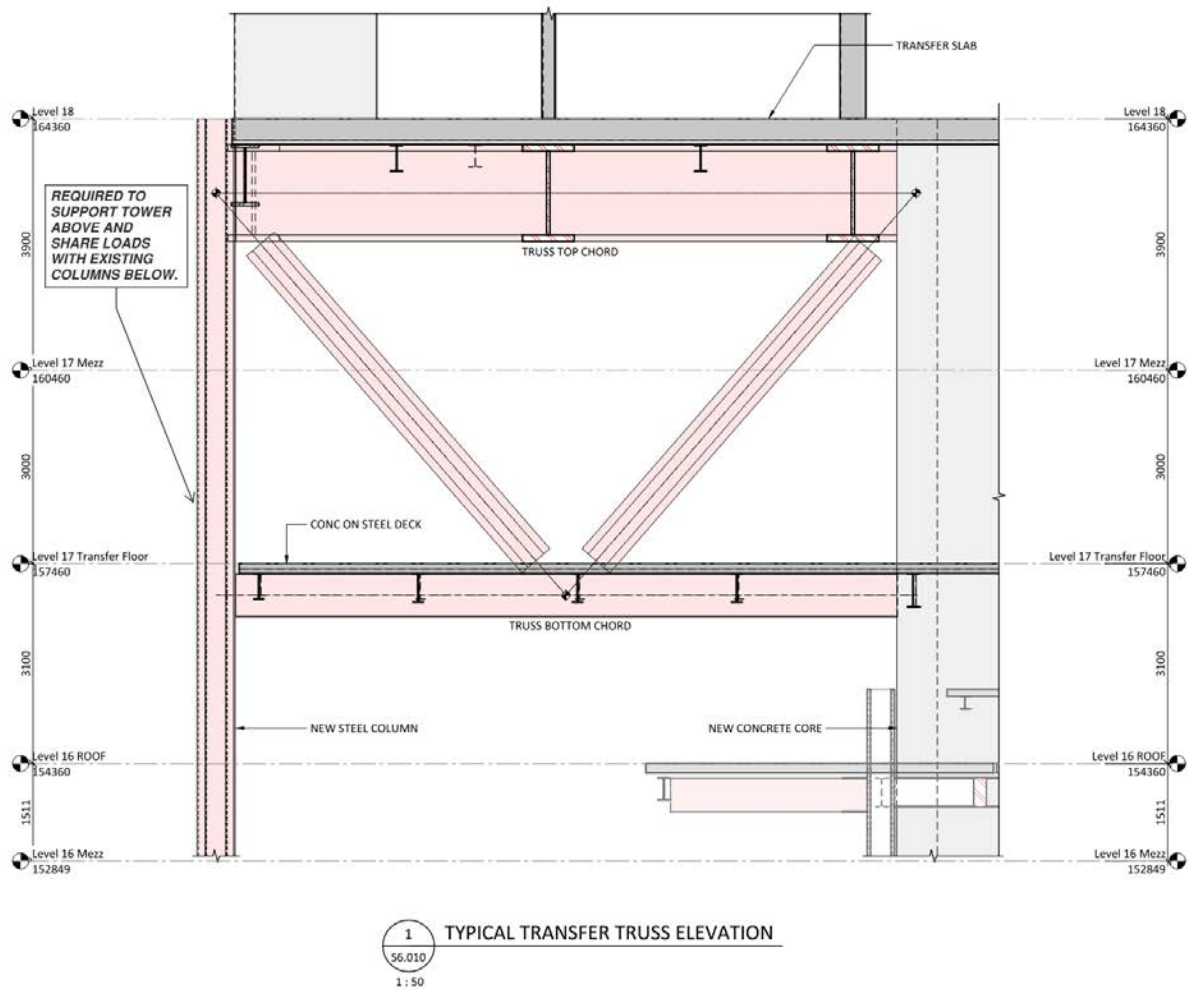 TRANSFER SLAB
Level 18
164360
Level 18
164360
REQUIRED TO
SUPPORT TOWER
ABOVE AND
SHARE LOADS
WITH EXISTING
COLUMNS BELOW.
3900
3900
TRUSS TOP CHORD
Level 17 Mezz
160460
Level 17 Mezz
160460
3000
3000
CONC ON STEEL DECK
Level 17 Transfer Floor
157460
Level 17 Transfer Floor
157460
TRUSS BOTTOM CHORD
3100
3100
NEW STEEL COLUMN
NEW CONCRETE CORE
Level 16 ROOF
154360
Level 16 ROOF
154360
1511
1511
Level 16 Mezz
152849
Level 16 Mezz
152849
1
TYPICAL TRANSFER TRUSS ELEVATION
S6.010
1 : 50